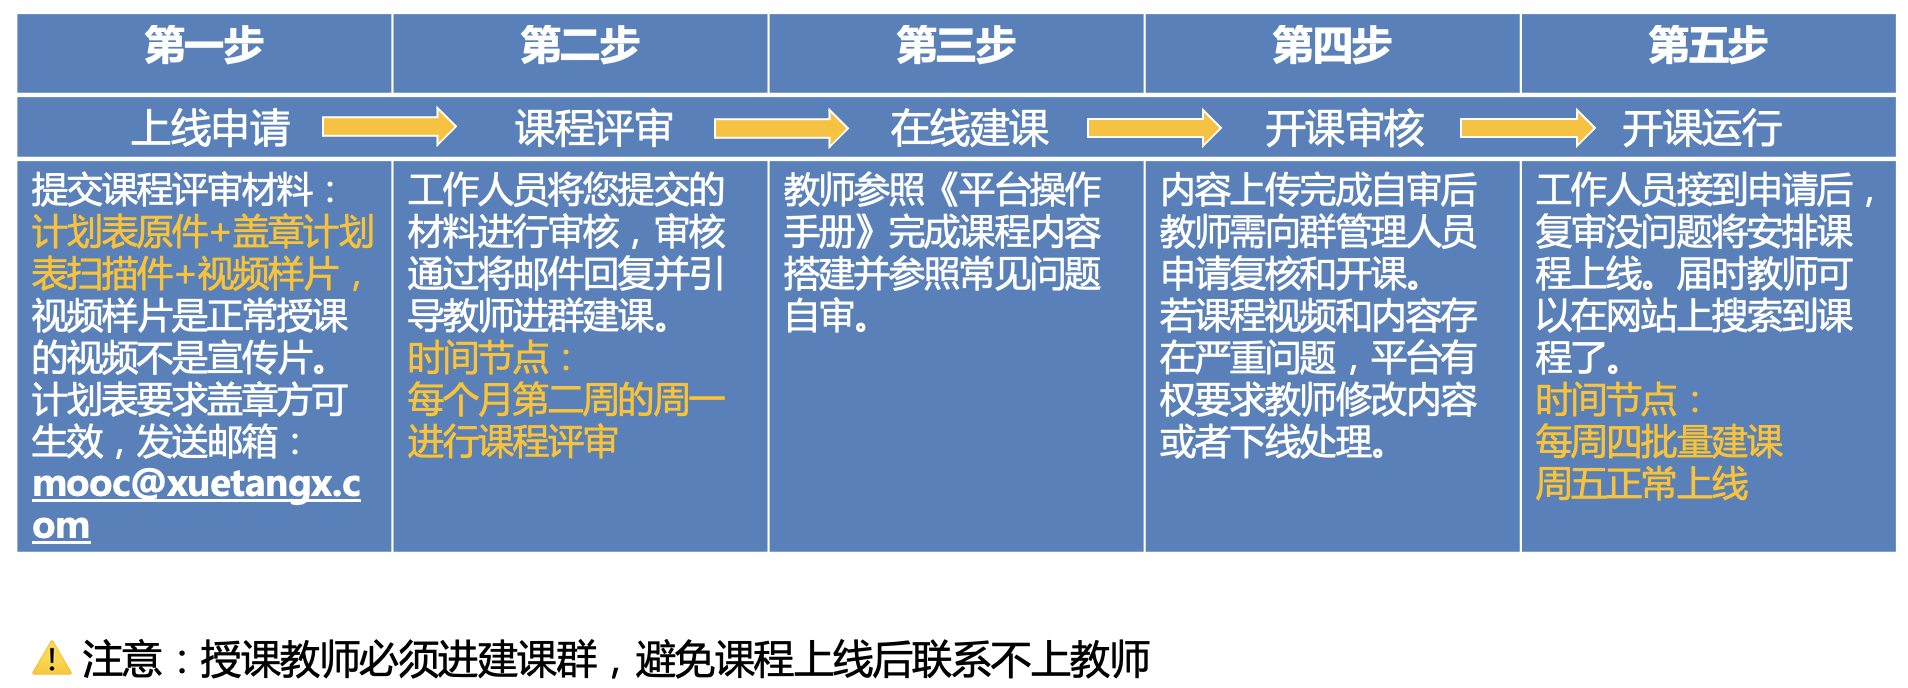 第一步
第二步
第三步
第四步
第五步
上线申请
课程评审
在线建课
开课审核
开课运行
提交课程评审材料：
计划表原件+盖章计划
表扫描件+视频样片，
视频样片是正常授课
的视频不是宣传片。
计划表要求盖章方可
生效，发送邮箱：
mooc@xuetangx.c
om
工作人员将您提交的
材料进行审核，审核
通过将邮件回复并引
导教师进群建课。
时间节点：
每个月第二周的周一
进行课程评审
教师参照《平台操作
手册》完成课程内容
搭建并参照常见问题
自审。
内容上传完成自审后
教师需向群管理人员
申请复核和开课。
若课程视频和内容存
在严重问题，平台有
权要求教师修改内容
或者下线处理。
工作人员接到申请后，
复审没问题将安排课
程上线。届时教师可
以在网站上搜索到课
程了。
时间节点：
每周四批量建课
周五正常上线
注意：授课教师必须进建课群，避免课程上线后联系不上教师